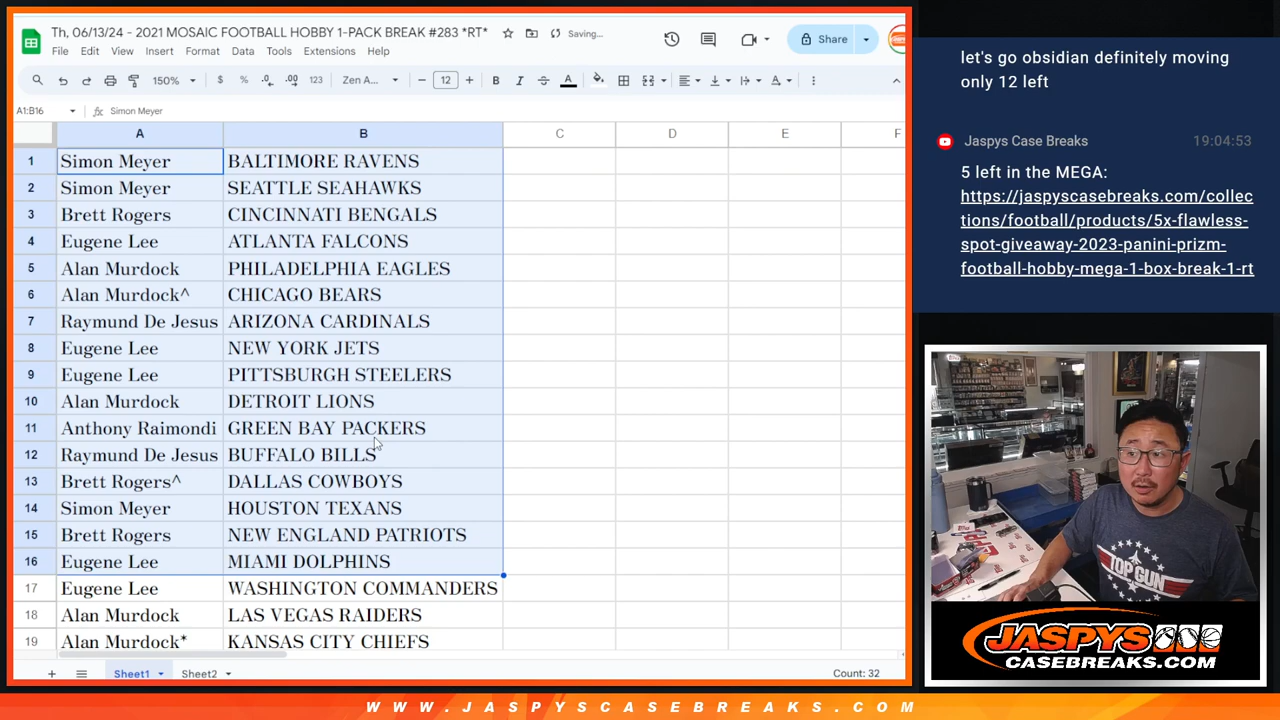 Th, 06/13/24 - 2021 MOSAIC FOOTBALL HOBBY 1-PACK BREAK #283 *RT*
Saving...
File Edit View Insert Format Data Tools Extensions Help
Share
150% $ % .0 .00 123 Zen A... 12 B I A
A1:B16 fx Simon Meyer
A B C D E F
1 Simon Meyer BALTIMORE RAVENS
2 Simon Meyer SEATTLE SEAHAWKS
3 Brett Rogers CINCINNATI BENGALS
4 Eugene Lee ATLANTA FALCONS
5 Alan Murdock PHILADELPHIA EAGLES
6 Alan Murdock^ CHICAGO BEARS
7 Raymund De Jesus ARIZONA CARDINALS
8 Eugene Lee NEW YORK JETS
9 Eugene Lee PITTSBURGH STEELERS
10 Alan Murdock DETROIT LIONS
11 Anthony Raimondi GREEN BAY PACKERS
12 Raymund De Jesus BUFFALO BILLS
13 Brett Rogers^ DALLAS COWBOYS
14 Simon Meyer HOUSTON TEXANS
15 Brett Rogers NEW ENGLAND PATRIOTS
16 Eugene Lee MIAMI DOLPHINS
17 Eugene Lee WASHINGTON COMMANDERS
18 Alan Murdock LAS VEGAS RAIDERS
19 Alan Murdock* KANSAS CITY CHIEFS
Sheet1 Sheet2 Count: 32
let's go obsidian definitely moving
only 12 left
Jaspys Case Breaks 19:04:53
5 left in the MEGA:
https://jaspyscasebreaks.com/collec
tions/football/products/5x-flawless-
spot-giveaway-2023-panini-prizm-
football-hobby-mega-1-box-break-1-rt
TOP GUN
JASPYS
CASEBREAKS.COM
WWW.JASPYSCASEBREAKS.COM